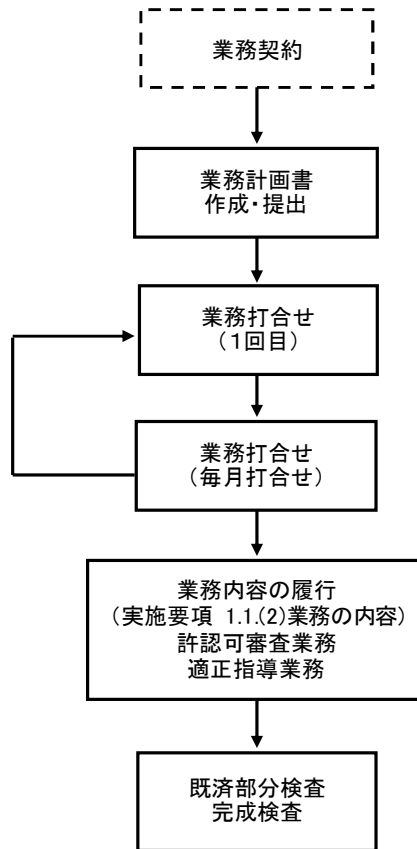 業務契約
業務計画書
作成・提出
業務打合せ
（１回目）
業務打合せ
（毎月打合せ）
業務内容の履行
（実施要項 1.1.(2)業務の内容）
許認可審査業務
適正指導業務
既済部分検査
完成検査